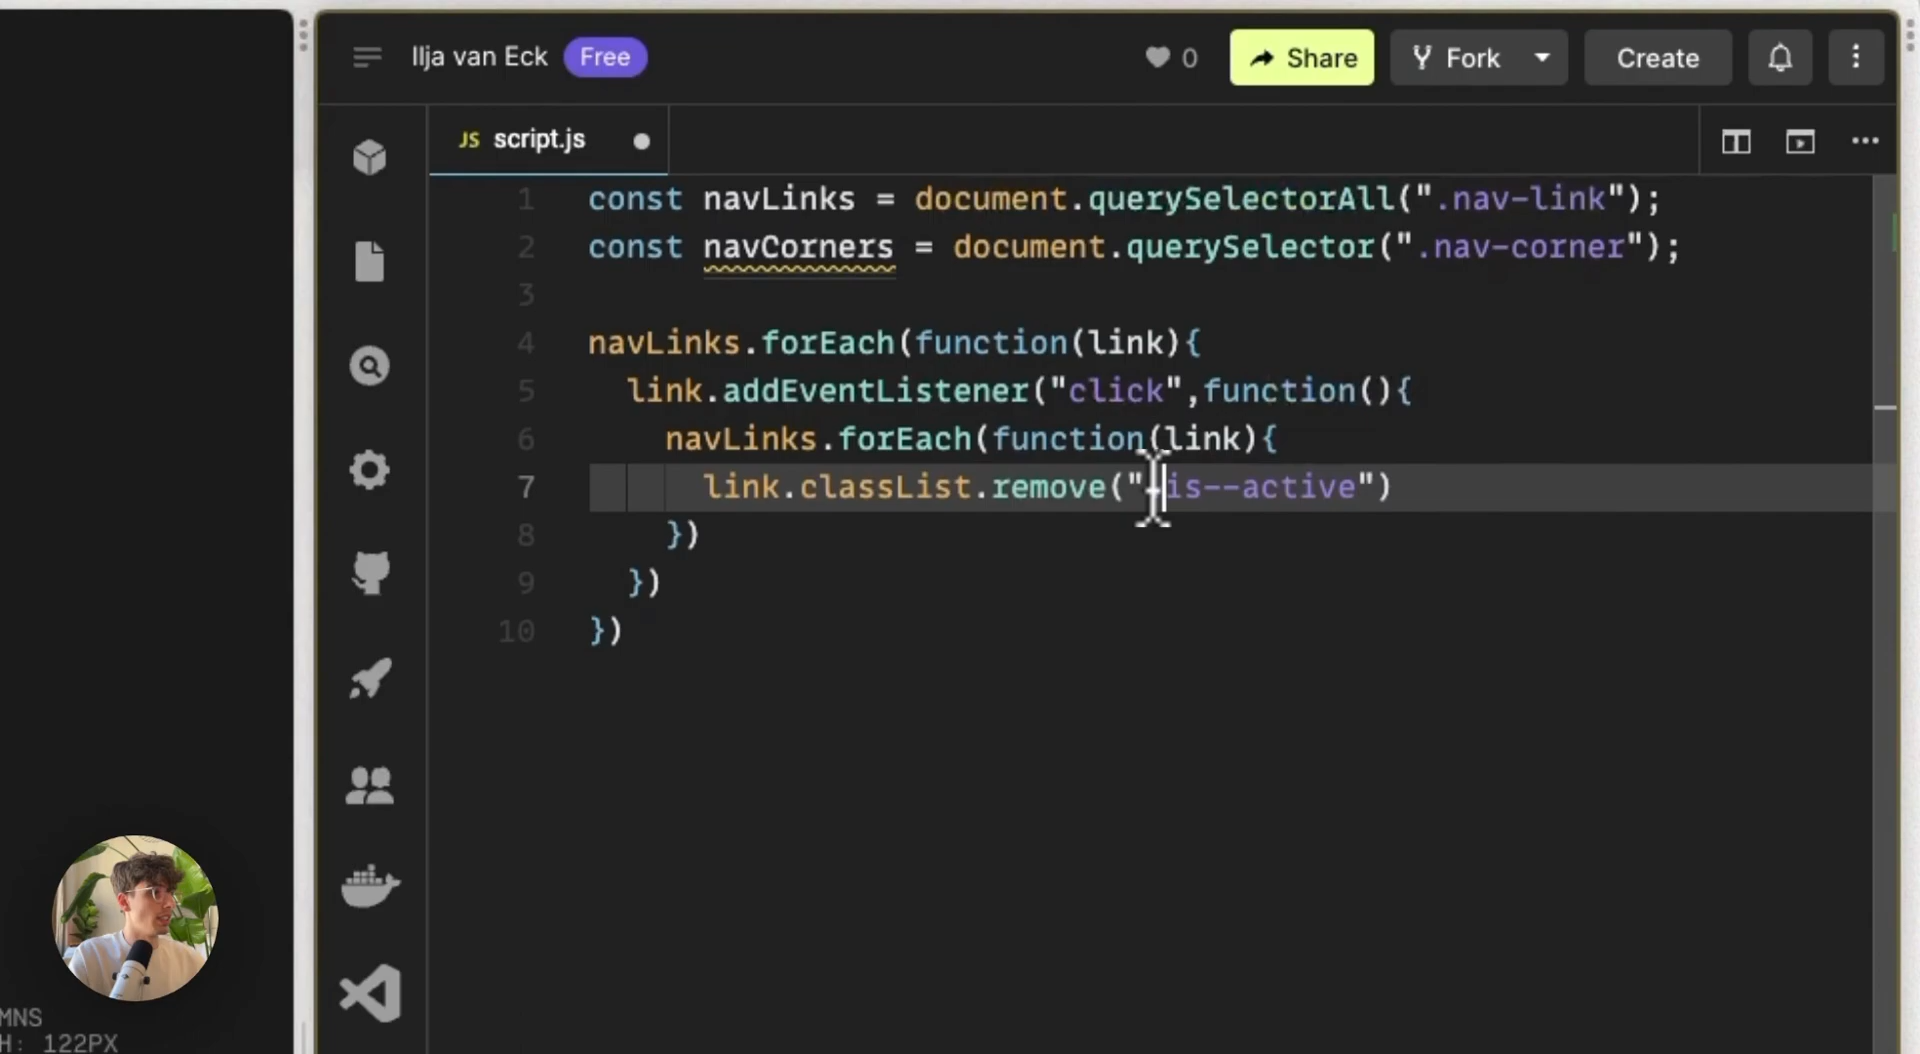 Ilja van Eck Free 0 Share Fork Create
JS script.js
1 const navLinks = document.querySelectorAll(".nav-link");
2 const navCorners = document.querySelector(".nav-corner");
3
4 navLinks.forEach(function(link){
5 link.addEventListener("click",function(){
6 navLinks.forEach(function(link){
7 link.classList.remove(".is--active")
8 })
9 })
10 })
MNS
H: 122PX